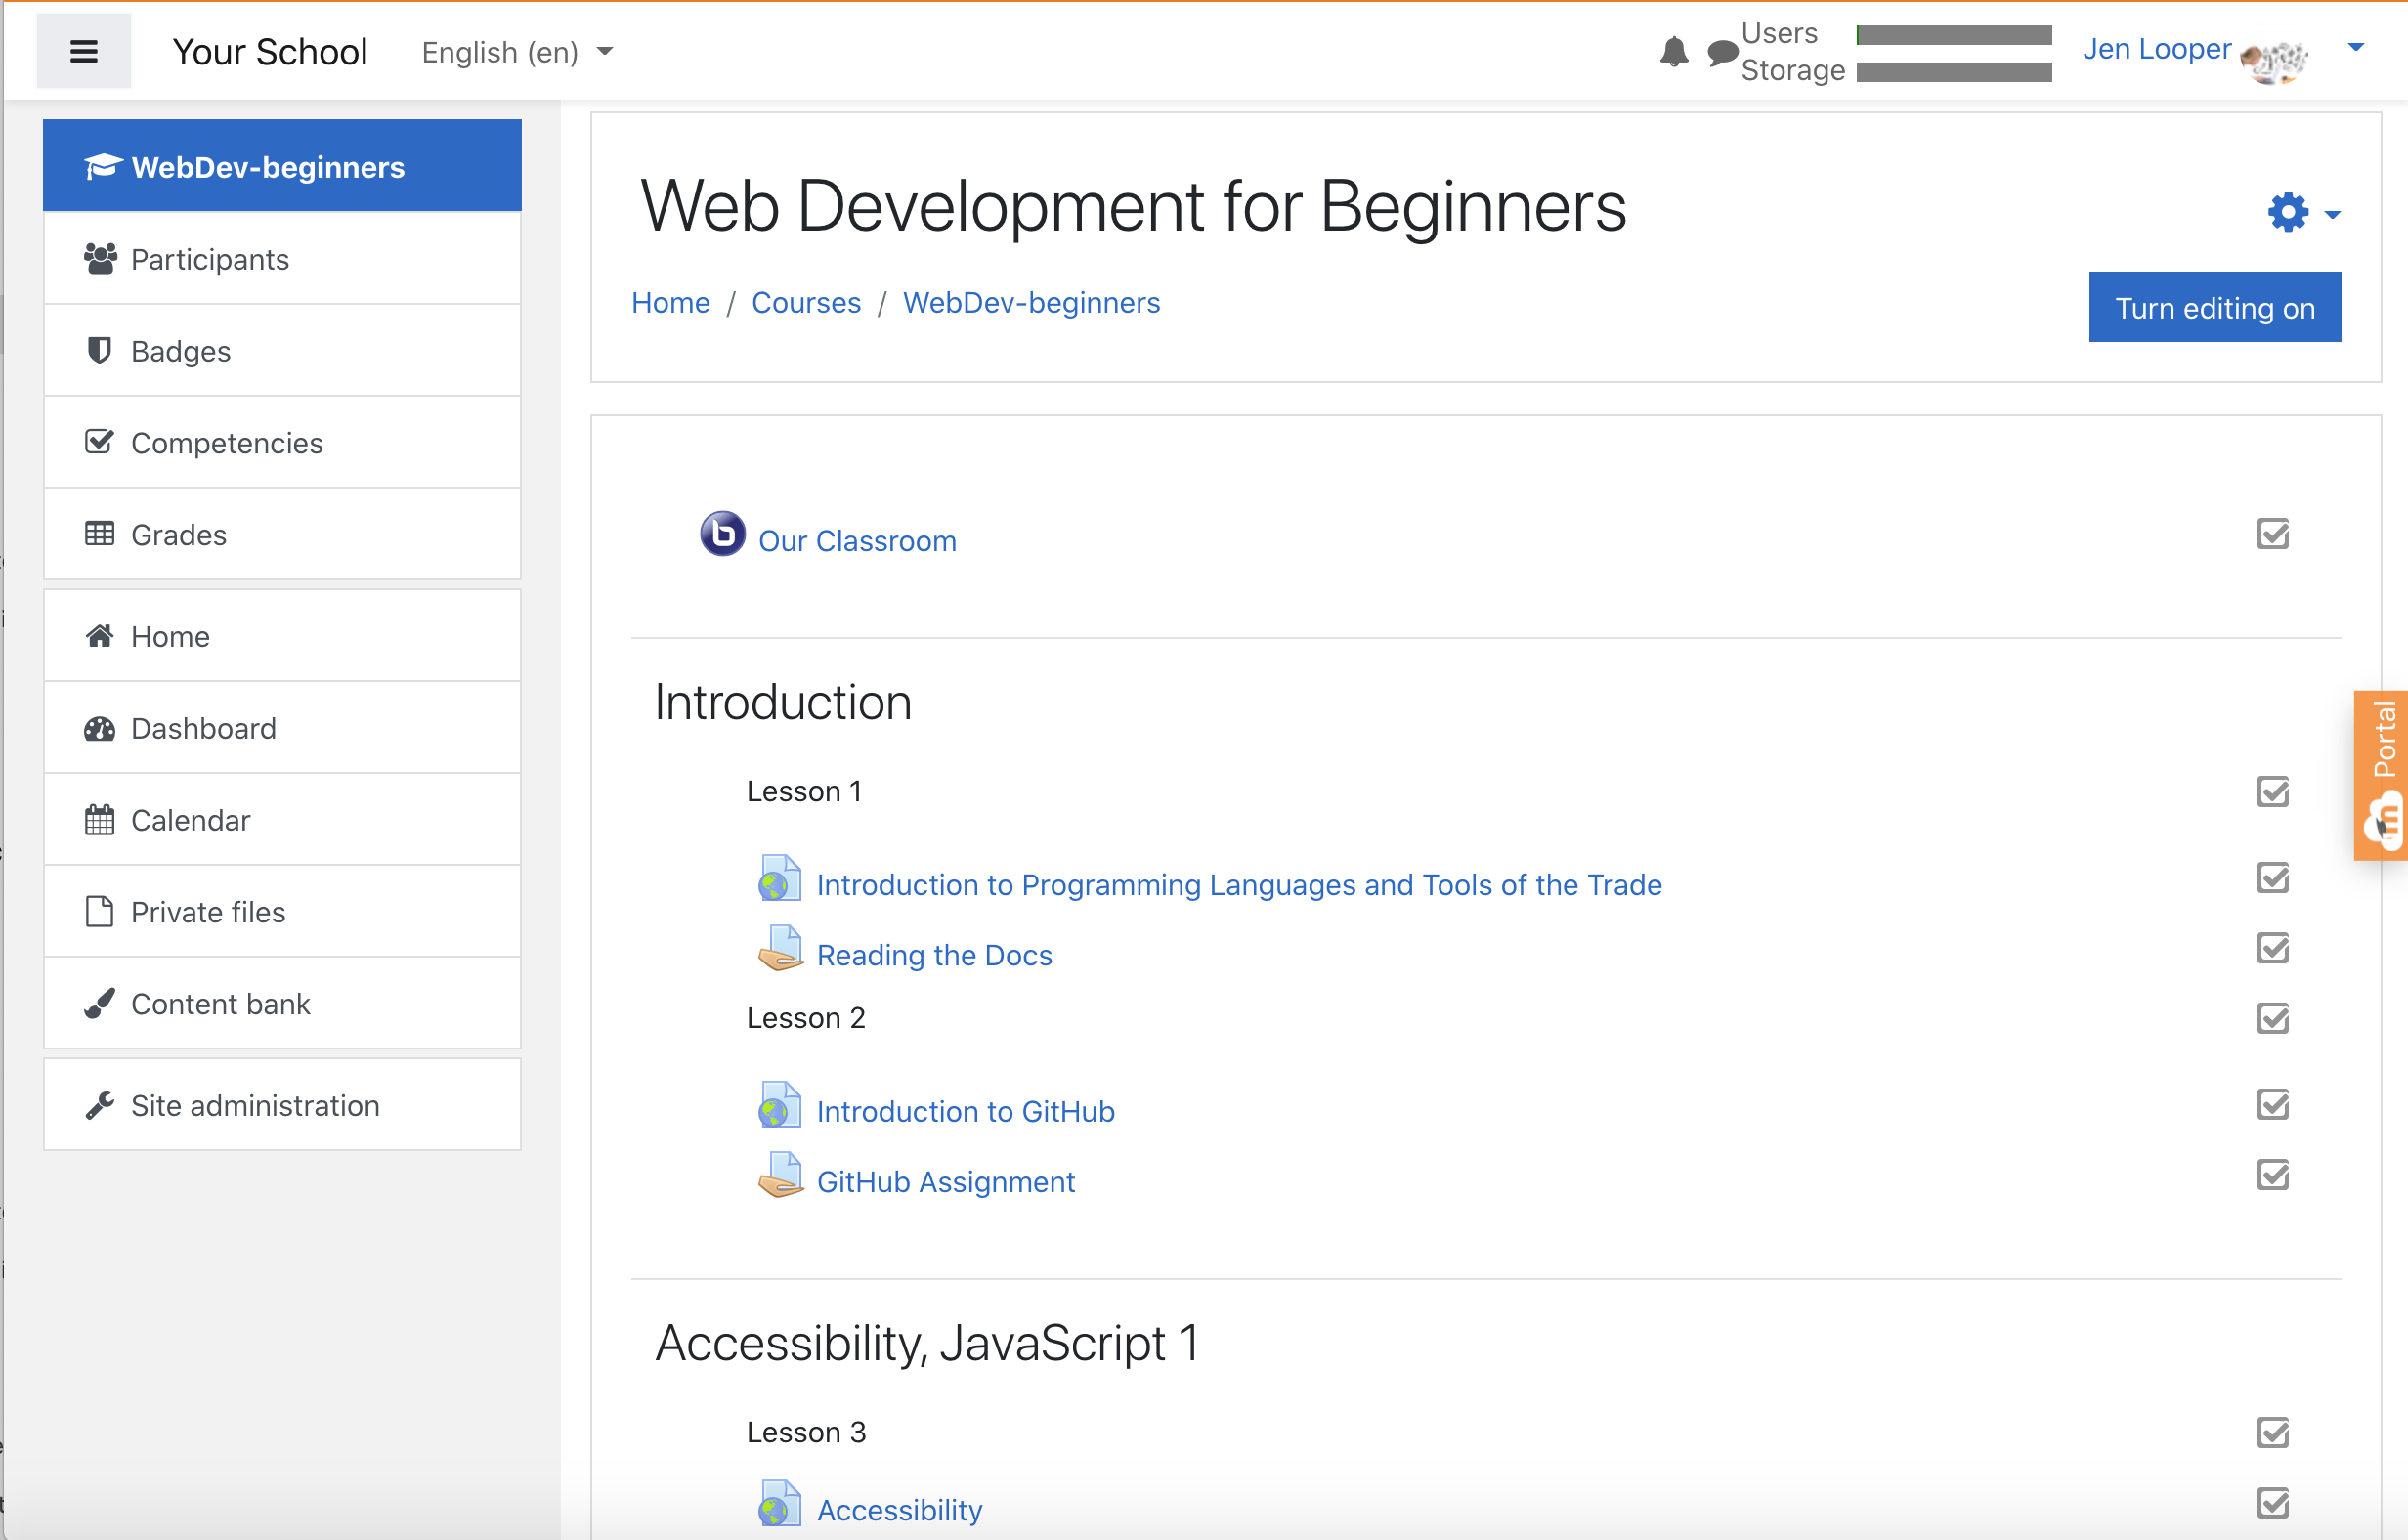 Your School
English (en)
Users
Storage
Jen Looper
WebDev-beginners
Participants
Badges
Competencies
Grades
Home
Dashboard
Calendar
Private files
Content bank
Site administration
Web Development for Beginners
Home / Courses / WebDev-beginners
Turn editing on
Our Classroom
Introduction
Lesson 1
Introduction to Programming Languages and Tools of the Trade
Reading the Docs
Lesson 2
Introduction to GitHub
GitHub Assignment
Accessibility, JavaScript 1
Lesson 3
Accessibility
Portal